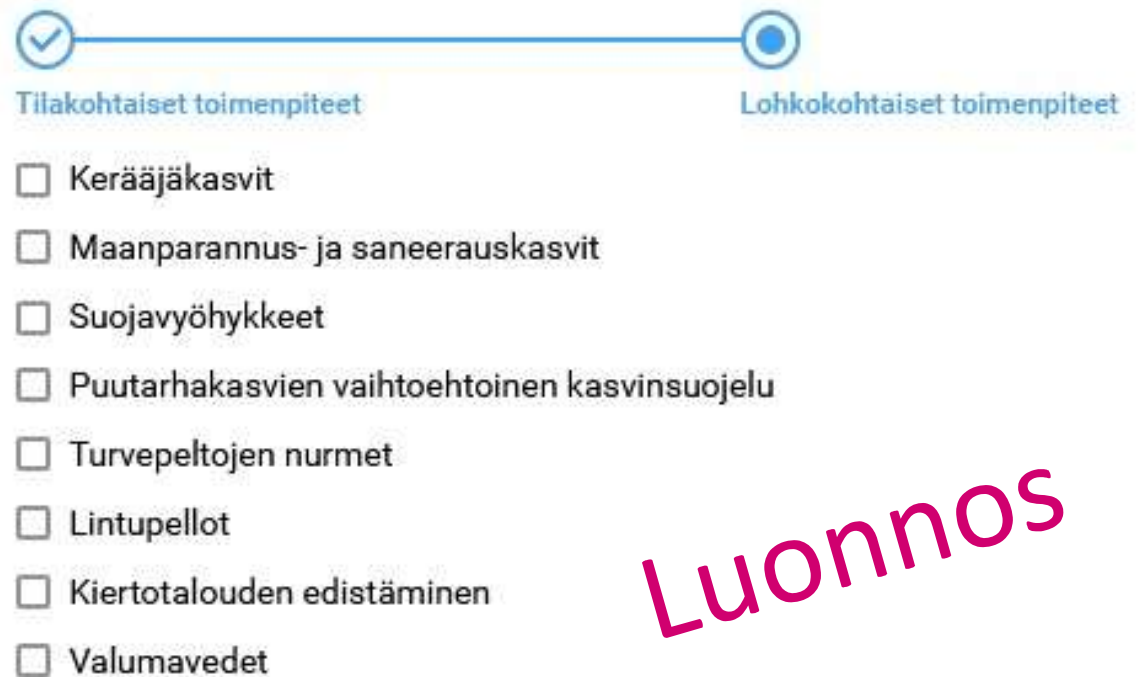 Tilakohtaiset toimenpiteet
Lohkokohtaiset toimenpiteet
Kerääjäkasvit
Maanparannus- ja saneerauskasvit
Suojavyöhykkeet
Puutarhakasvien vaihtoehtoinen kasvinsuojelu
Turvepeltojen nurmet
Lintupellot
Kiertotalouden edistäminen
Valumavedet
Luonnos